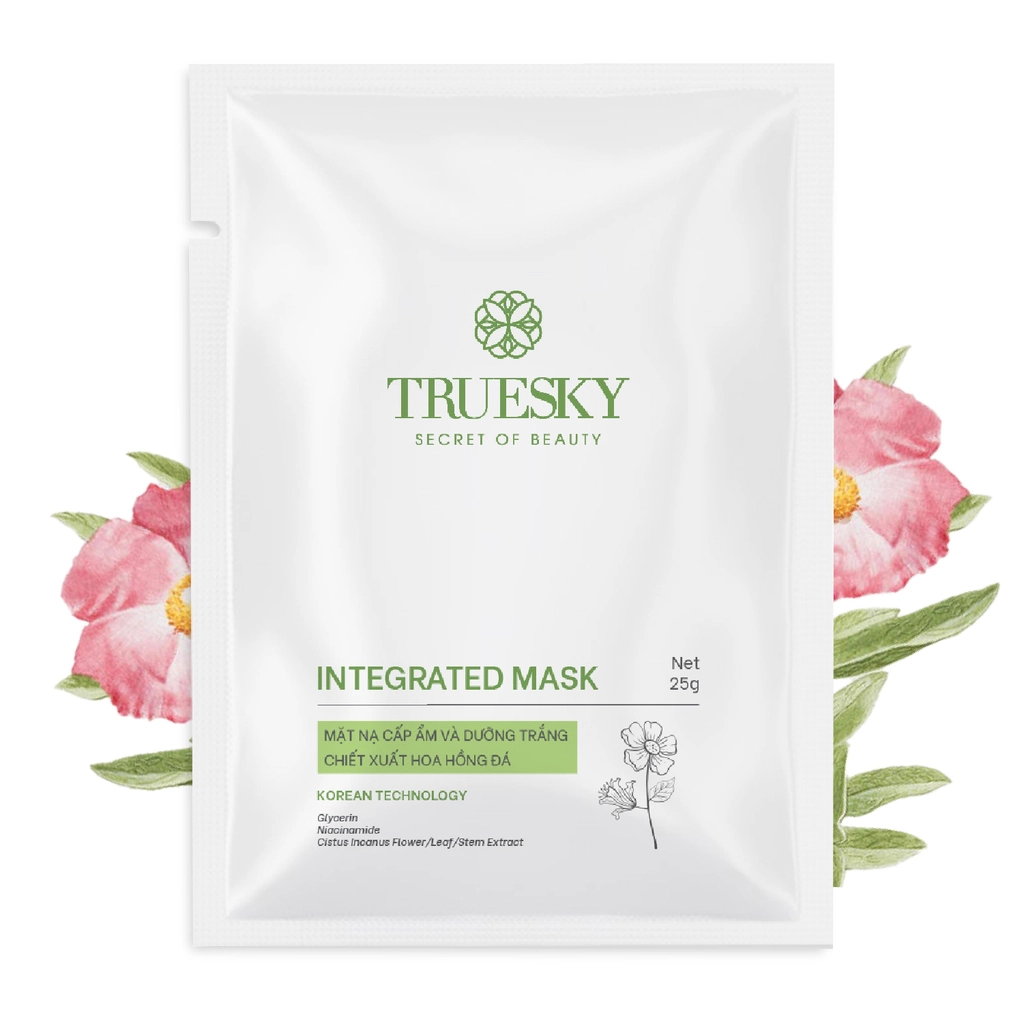 TRUESKY
SECRET OF BEAUTY
INTEGRATED MASK
Net
25g
MẶT NẠ CẤP ẨM VÀ DƯỠNG TRẮNG
CHIẾT XUẤT HOA HỒNG ĐÁ
KOREAN TECHNOLOGY
Glycerin
Niacinamide
Cistus Incanus Flower/Leaf/Stem Extract